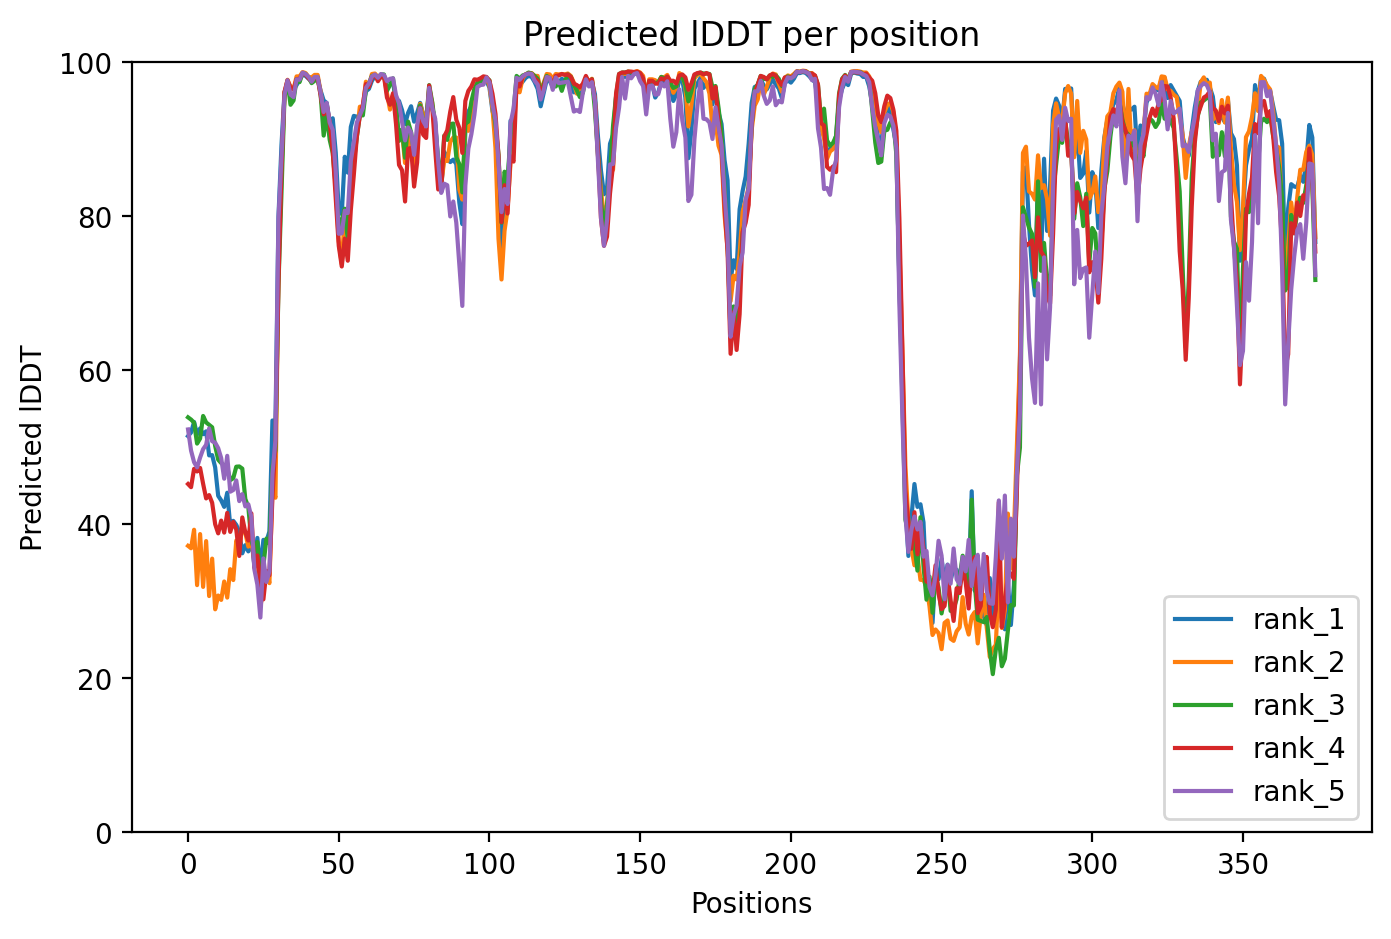 Predicted lDDT per position
Predicted lDDT
100
80
60
40
20
0
0 50 100 150 200 250 300 350
Positions
rank_1
rank_2
rank_3
rank_4
rank_5